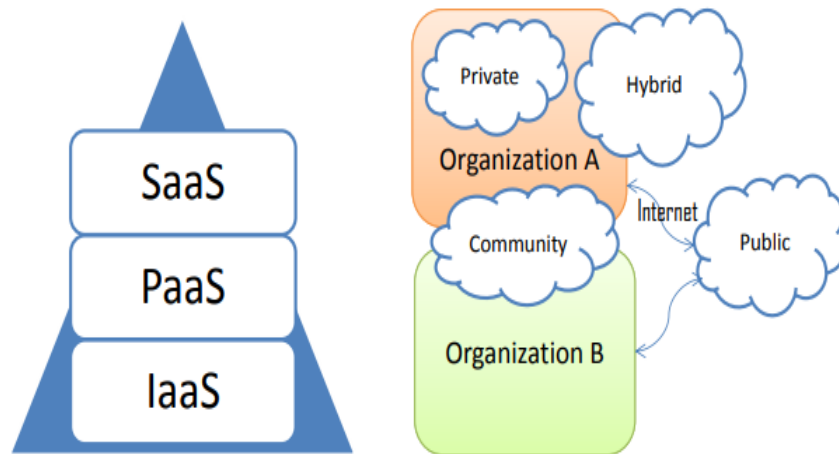 SaaS
PaaS
IaaS
Private
Hybrid
Organization A
Internet
Community
Public
Organization B